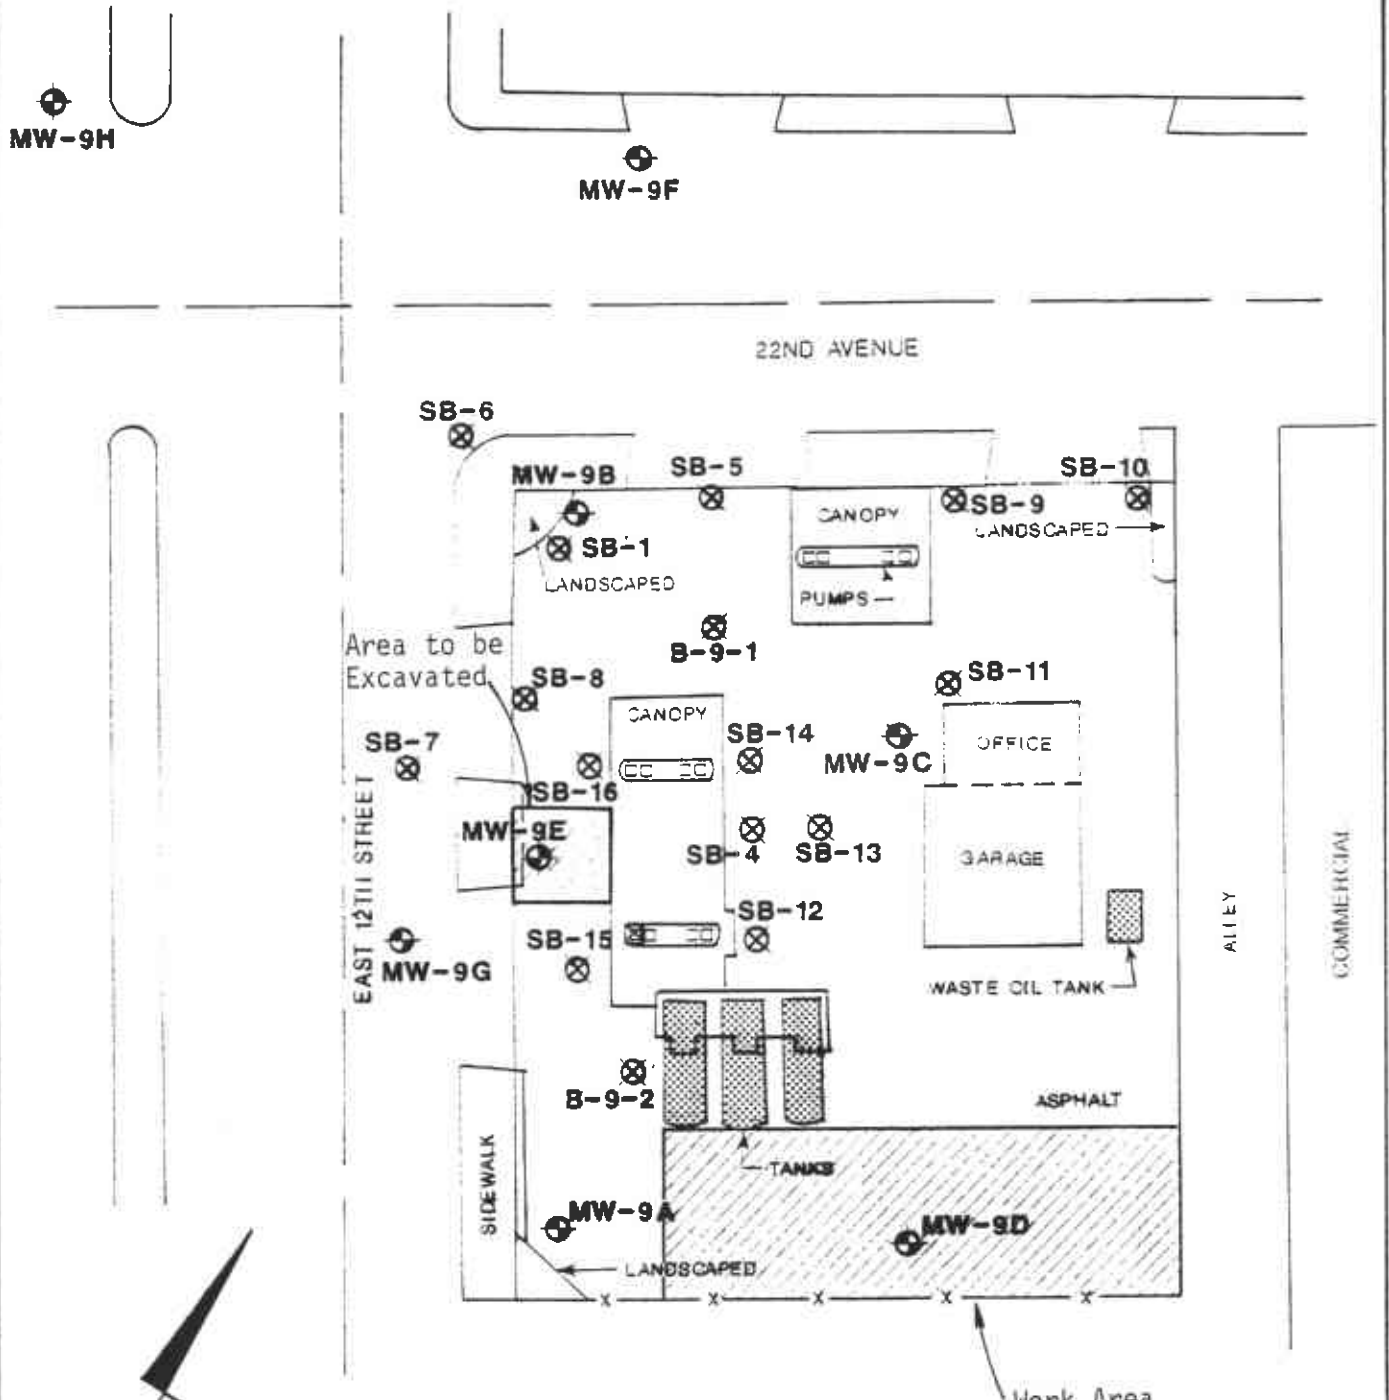 MW-9H
MW-9F
22ND AVENUE
SB-6
MW-9B
SB-5
SB-10
CANOPY
SB-9
LANDSCAPED
SB-1
LANDSCAPED
PUMPS
Area to be
Excavated
B-9-1
SB-8
SB-11
CANOPY
SB-14
OFFICE
SB-7
MW-9C
SB-16
MW-9E
SB-4
SB-13
GARAGE
EAST 12TH STREET
COMMERCIAL
ALLEY
SB-12
SB-15
MW-9G
WASTE OIL TANK
B-9-2
ASPHALT
TANKS
SIDEWALK
MW-9A
MW-9D
LANDSCAPED
x x x x x
Work Area